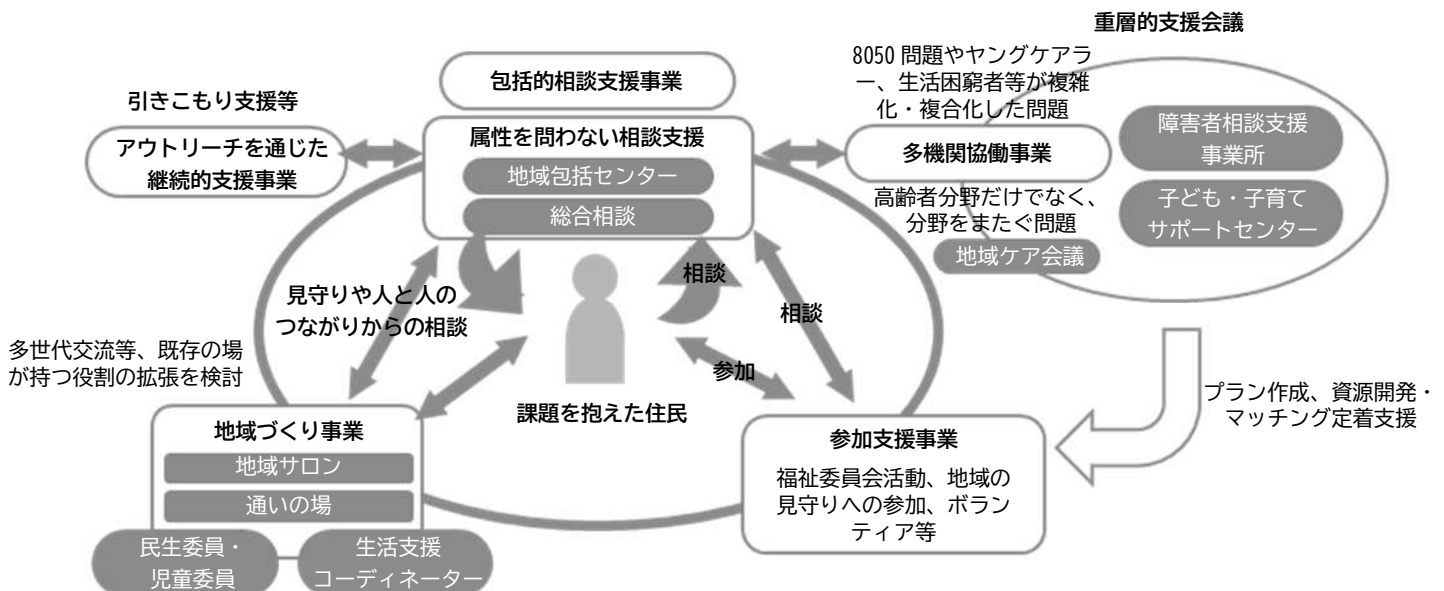 重層的支援会議
8050 問題やヤングケアラ
ー、生活困窮者等が複雑
化・複合化した問題
包括的相談支援事業
引きこもり支援等
アウトリーチを通じた
継続的支援事業
属性を問わない相談支援
地域包括センター
総合相談
多機関協働事業
障害者相談支援
事業所
高齢者分野だけでなく、
分野をまたぐ問題
子ども・子育て
サポートセンター
地域ケア会議
見守りや人と人の
つながりからの相談
相談
相談
多世代交流等、既存の場
が持つ役割の拡張を検討
参加
課題を抱えた住民
プラン作成、資源開発・
マッチング定着支援
地域づくり事業
地域サロン
通いの場
民生委員・
児童委員
生活支援
コーディネーター
参加支援事業
福祉委員会活動、地域の
見守りへの参加、ボラン
ティア等